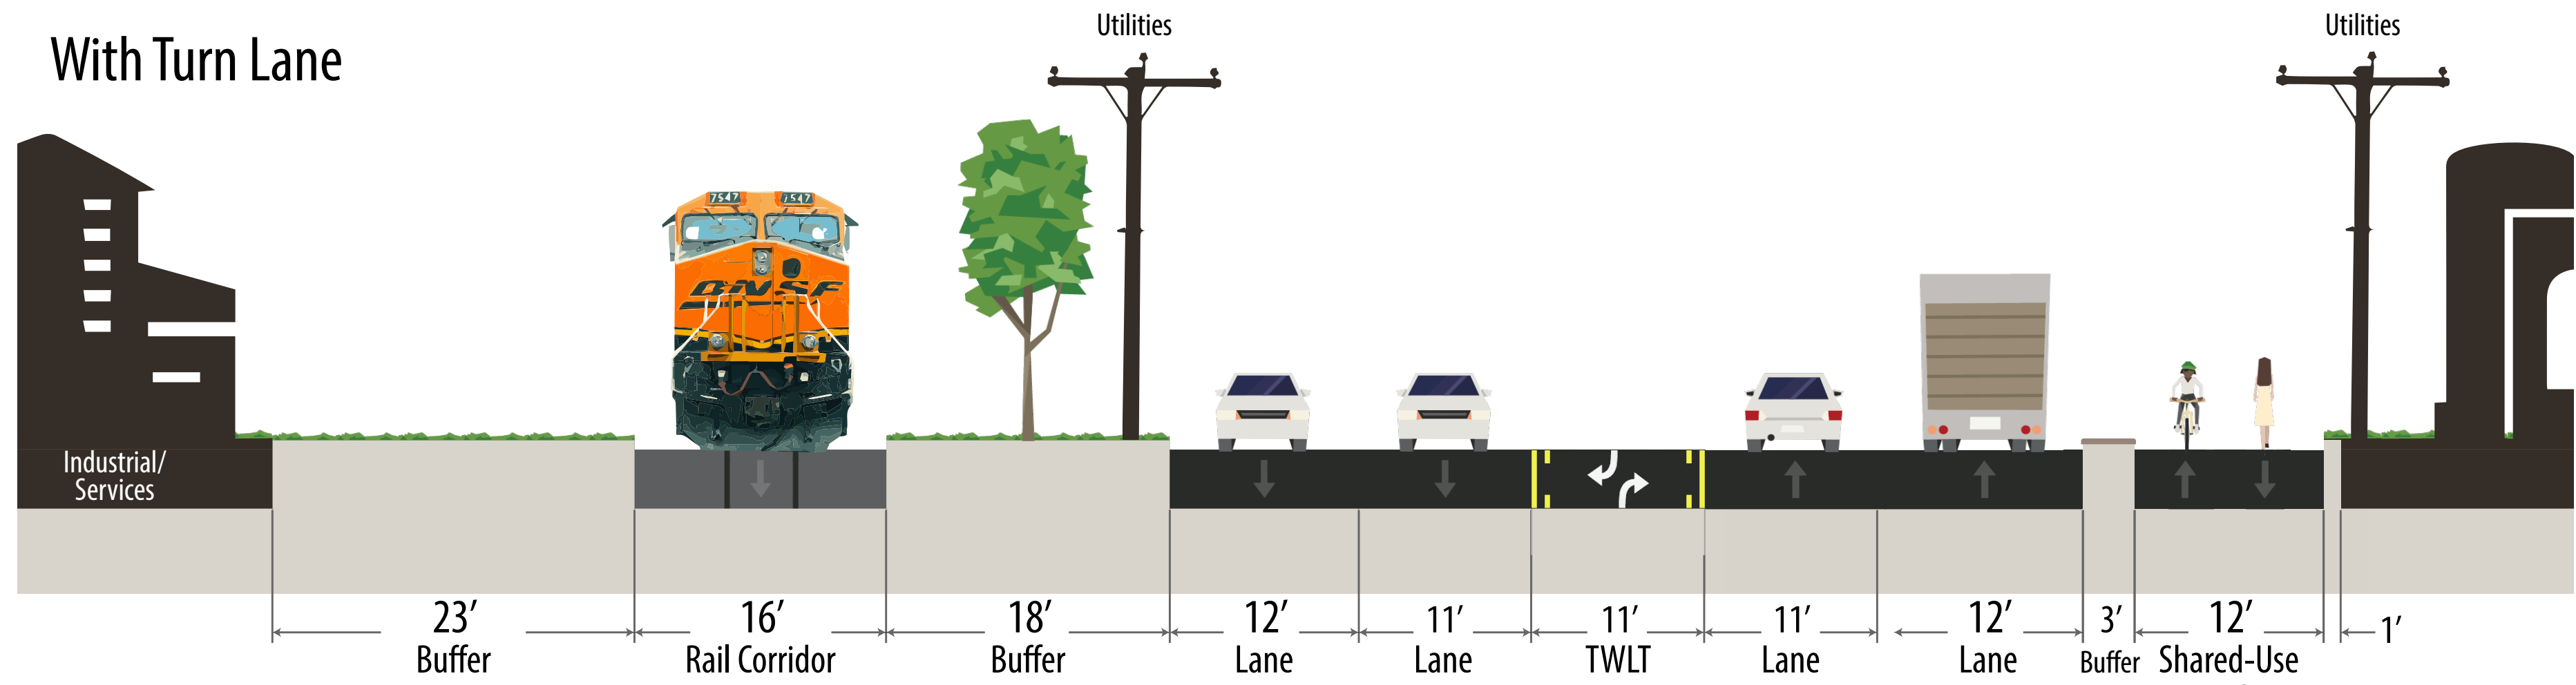 With Turn Lane
Utilities
Utilities
7547
7547
BNSF
Industrial/
Services
23′
16′
18′
12′
11′
11′
11′
12′
3′
12′
1′
Buffer
Rail Corridor
Buffer
Lane
Lane
TWLT
Lane
Lane
Buffer
Shared-Use